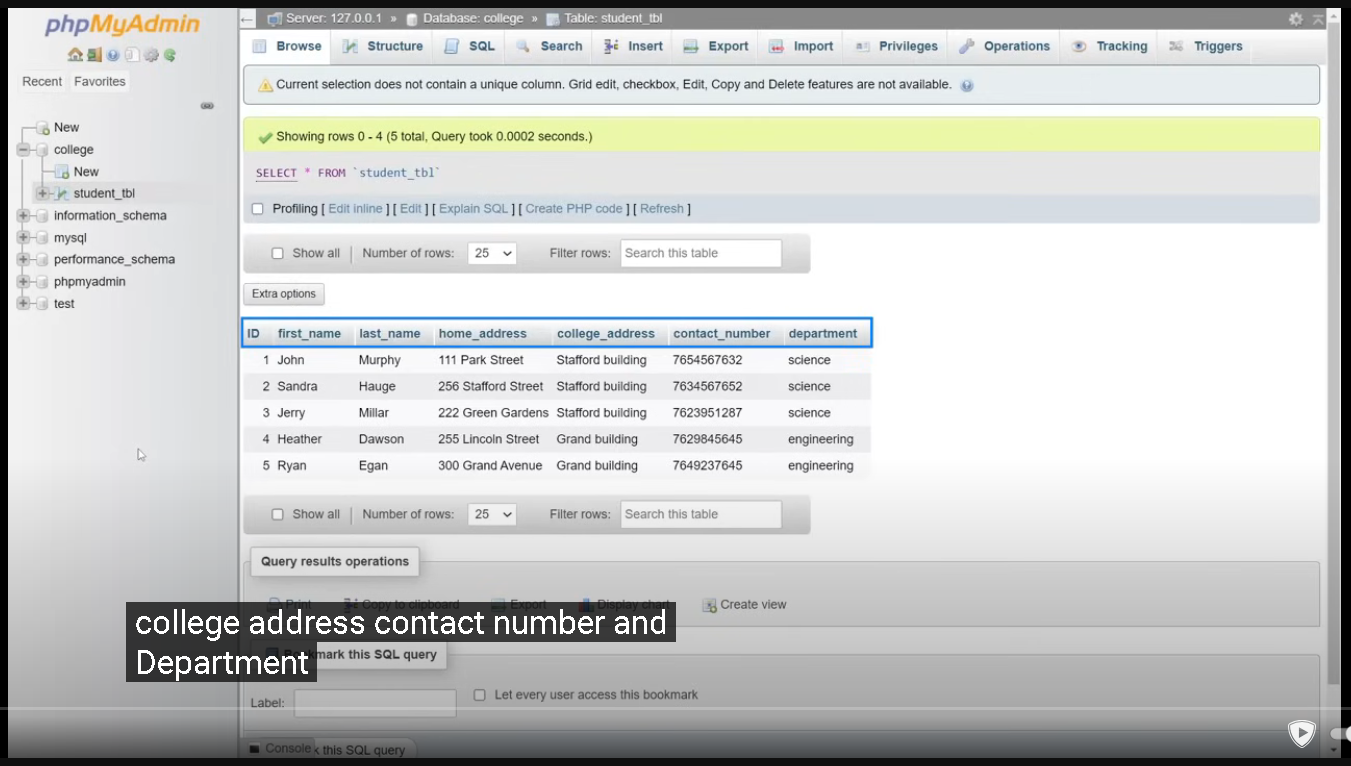 phpMyAdmin
Recent Favorites
New
college
New
student_tbl
information_schema
mysql
performance_schema
phpmyadmin
test
Server: 127.0.0.1 » Database: college » Table: student_tbl
Browse Structure SQL Search Insert Export Import Privileges Operations Tracking Triggers
Current selection does not contain a unique column. Grid edit, checkbox, Edit, Copy and Delete features are not available.
Showing rows 0 - 4 (5 total, Query took 0.0002 seconds.)
SELECT * FROM `student_tbl`
Profiling [ Edit inline ] [ Edit ] [ Explain SQL ] [ Create PHP code ] [ Refresh ]
Show all | Number of rows: 25 Filter rows: Search this table
Extra options
ID first_name last_name home_address college_address contact_number department
1 John Murphy 111 Park Street Stafford building 7654567632 science
2 Sandra Hauge 256 Stafford Street Stafford building 7634567652 science
3 Jerry Millar 222 Green Gardens Stafford building 7623951287 science
4 Heather Dawson 255 Lincoln Street Grand building 7629845645 engineering
5 Ryan Egan 300 Grand Avenue Grand building 7649237645 engineering
Show all | Number of rows: 25 Filter rows: Search this table
Query results operations
Print Copy to clipboard Export Display chart Create view
college address contact number and
Department
this SQL query
Label: Let every user access this bookmark
Console
this SQL query